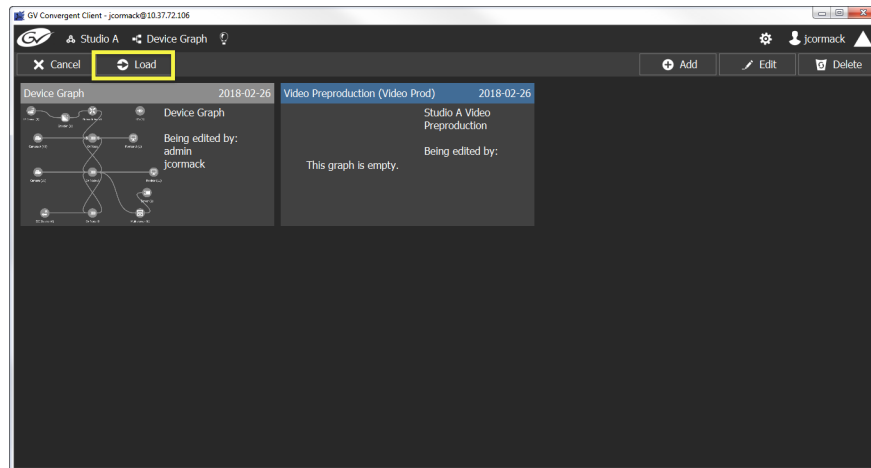 GV Convergent Client - jcormack@10.37.72.106
GV Studio A Device Graph jcormack
Cancel Load Add Edit Delete
Device Graph 2018-02-26
Device Graph
Being edited by:
admin
jcormack
Video Preproduction (Video Prod) 2018-02-26
Studio A Video
Preproduction
Being edited by:
This graph is empty.